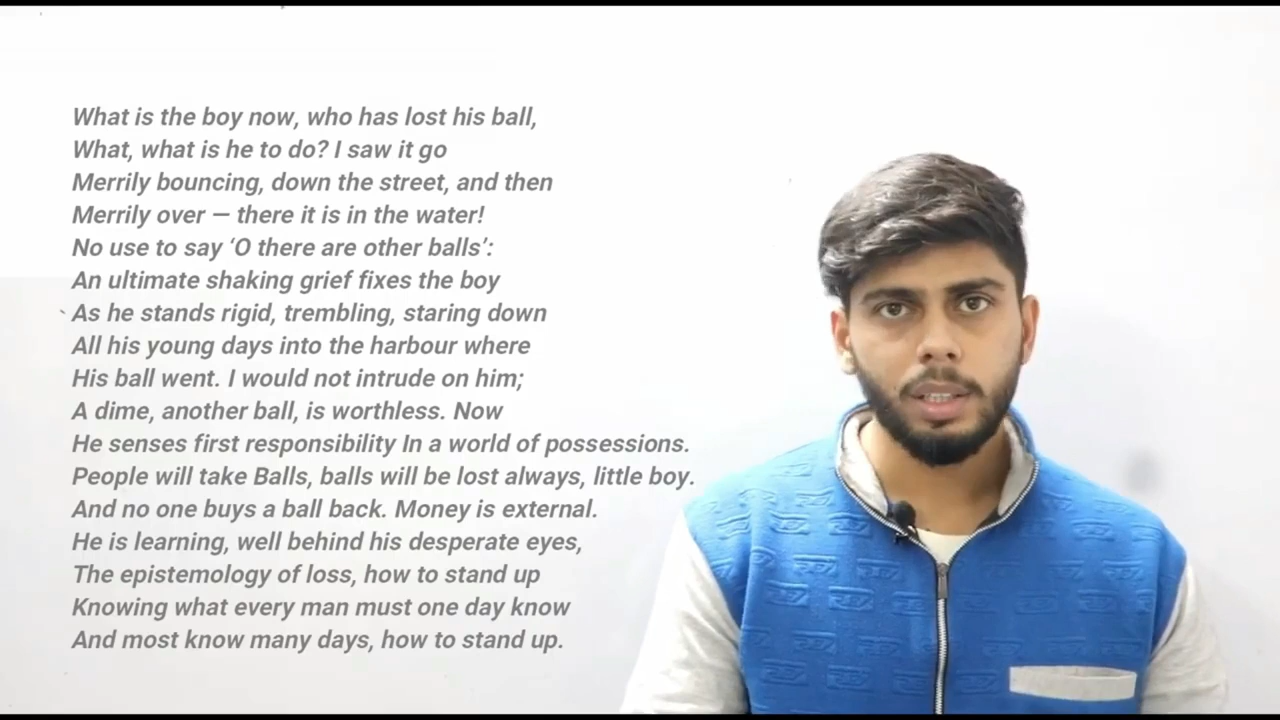 What is the boy now, who has lost his ball,
What, what is he to do? I saw it go
Merrily bouncing, down the street, and then
Merrily over — there it is in the water!
No use to say ‘O there are other balls’:
An ultimate shaking grief fixes the boy
As he stands rigid, trembling, staring down
All his young days into the harbour where
His ball went. I would not intrude on him;
A dime, another ball, is worthless. Now
He senses first responsibility In a world of possessions.
People will take Balls, balls will be lost always, little boy.
And no one buys a ball back. Money is external.
He is learning, well behind his desperate eyes,
The epistemology of loss, how to stand up
Knowing what every man must one day know
And most know many days, how to stand up.